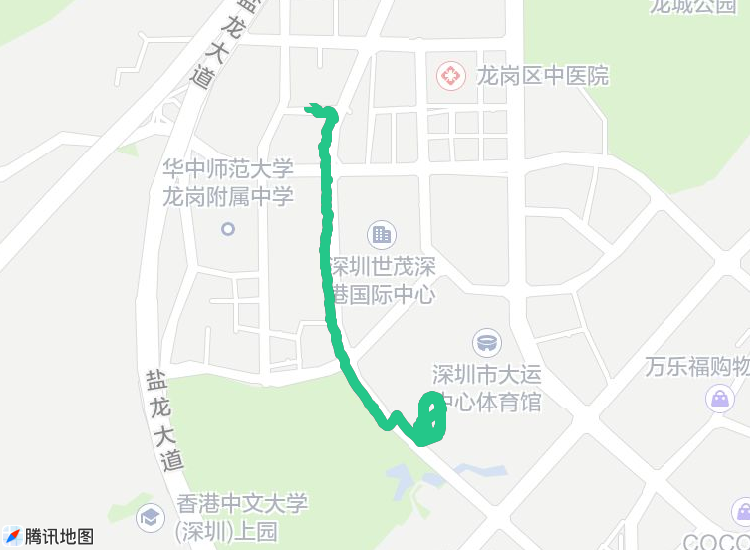 龙城公园
盐龙大道
龙岗区中医院
华中师范大学
龙岗附属中学
深圳世茂深
港国际中心
深圳市大运
中心体育馆
万乐福购物
盐龙大道
香港中文大学
(深圳)上园
腾讯地图
COCO